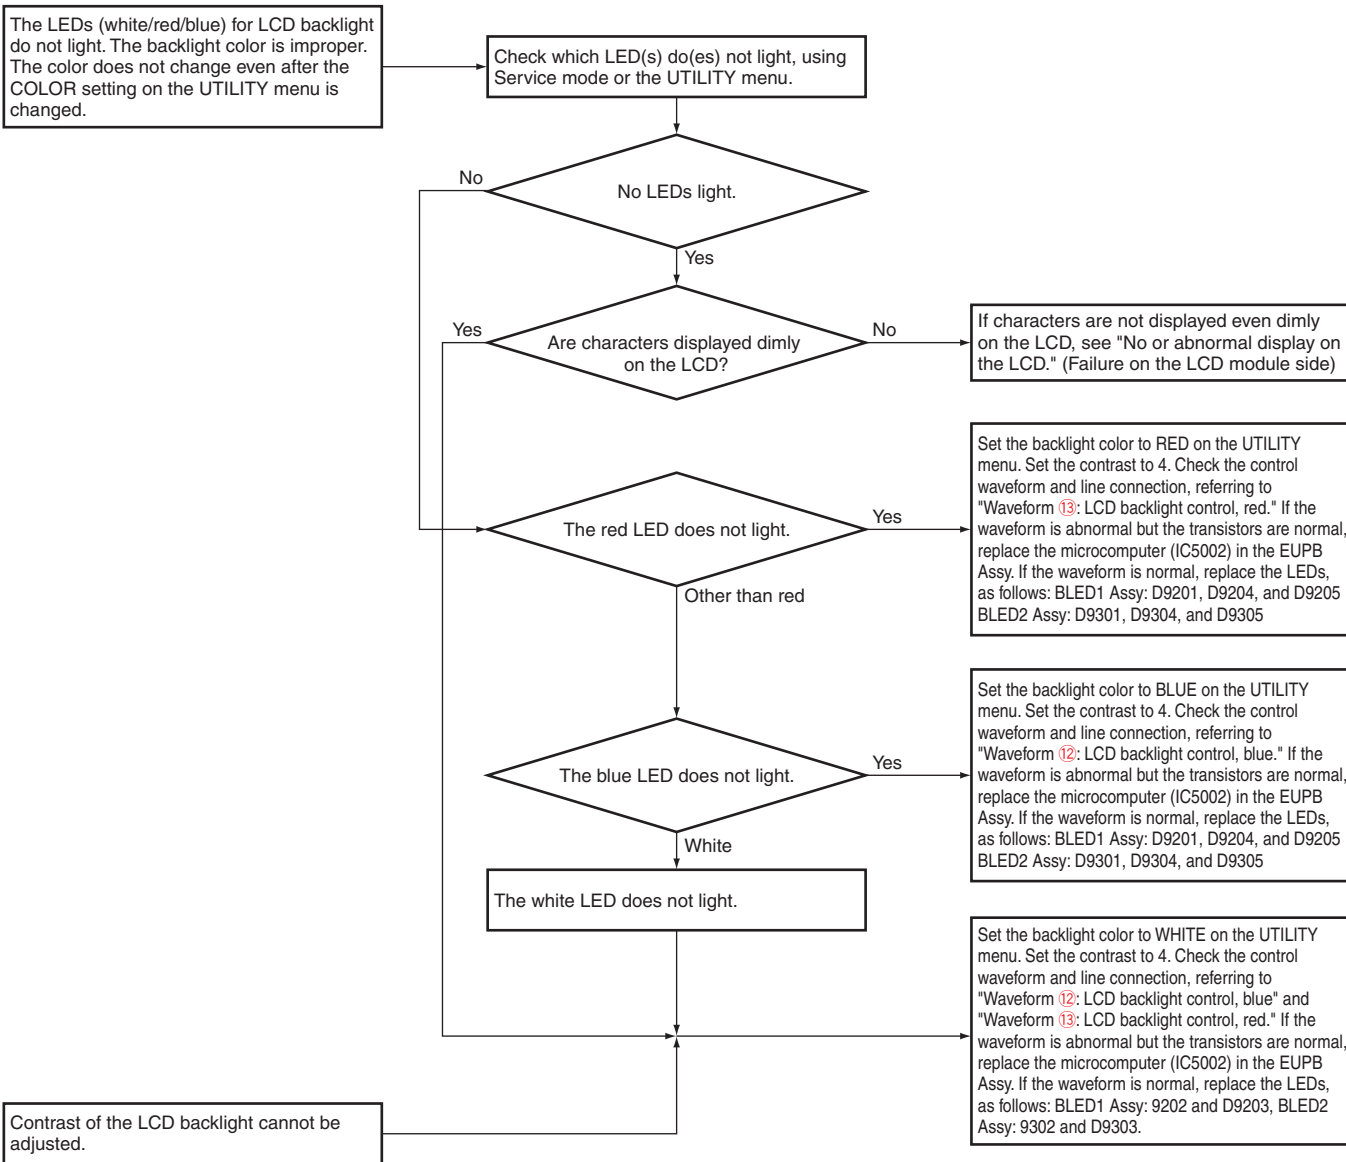 The LEDs (white/red/blue) for LCD backlight
do not light. The backlight color is improper.
The color does not change even after the
COLOR setting on the UTILITY menu is
changed.
Check which LED(s) do(es) not light, using
Service mode or the UTILITY menu.
No
No LEDs light.
Yes
Yes
Are characters displayed dimly
on the LCD?
No
If characters are not displayed even dimly
on the LCD, see "No or abnormal display on
the LCD." (Failure on the LCD module side)
The red LED does not light.
Yes
Set the backlight color to RED on the UTILITY
menu. Set the contrast to 4. Check the control
waveform and line connection, referring to
"Waveform ⑬: LCD backlight control, red." If the
waveform is abnormal but the transistors are normal,
replace the microcomputer (IC5002) in the EUPB
Assy. If the waveform is normal, replace the LEDs,
as follows: BLED1 Assy: D9201, D9204, and D9205
BLED2 Assy: D9301, D9304, and D9305
Other than red
The blue LED does not light.
Yes
Set the backlight color to BLUE on the UTILITY
menu. Set the contrast to 4. Check the control
waveform and line connection, referring to
"Waveform ⑫: LCD backlight control, blue." If the
waveform is abnormal but the transistors are normal,
replace the microcomputer (IC5002) in the EUPB
Assy. If the waveform is normal, replace the LEDs,
as follows: BLED1 Assy: D9201, D9204, and D9205
BLED2 Assy: D9301, D9304, and D9305
White
The white LED does not light.
Set the backlight color to WHITE on the UTILITY
menu. Set the contrast to 4. Check the control
waveform and line connection, referring to
"Waveform ⑫: LCD backlight control, blue" and
"Waveform ⑬: LCD backlight control, red." If the
waveform is abnormal but the transistors are normal,
replace the microcomputer (IC5002) in the EUPB
Assy. If the waveform is normal, replace the LEDs,
as follows: BLED1 Assy: 9202 and D9203, BLED2
Assy: 9302 and D9303.
Contrast of the LCD backlight cannot be
adjusted.